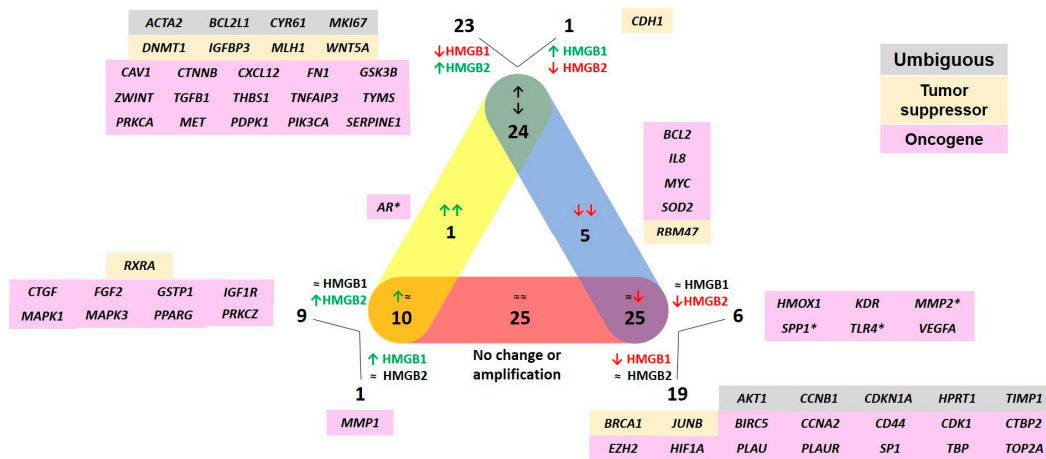 ACTA2 BCL2L1 CYR61 MKI67
DNMT1 IGFBP3 MLH1 WNT5A
CAV1 CTNNB CXCL12 FN1 GSK3B
ZWINT TGFB1 THBS1 TNFAIP3 TYMS
PRKCA MET PDPK1 PIK3CA SERPINE1
23 1
↓HMGB1 ↑HMGB1
↑HMGB2 ↓HMGB2
CDH1
Umbiguous
Tumor
suppressor
Oncogene
↑
↓
24
BCL2
IL8
MYC
SOD2
RBM47
AR*
↑↑
1
↓↓
5
RXRA
CTGF FGF2 GSTP1 IGF1R
MAPK1 MAPK3 PPARG PRKCZ
≈ HMGB1
↑HMGB2
9
↑≈
10
≈≈
25
≈↓
25
≈ HMGB1
↓HMGB2
6
HMOX1 KDR MMP2*
SPP1* TLR4* VEGFA
No change or
amplification
↑ HMGB1
≈ HMGB2
1
MMP1
↓ HMGB1
≈ HMGB2
19
AKT1 CCNB1 CDKN1A HPRT1 TIMP1
BRCA1 JUNB BIRC5 CCNA2 CD44 CDK1 CTBP2
EZH2 HIF1A PLAU PLAUR SP1 TBP TOP2A